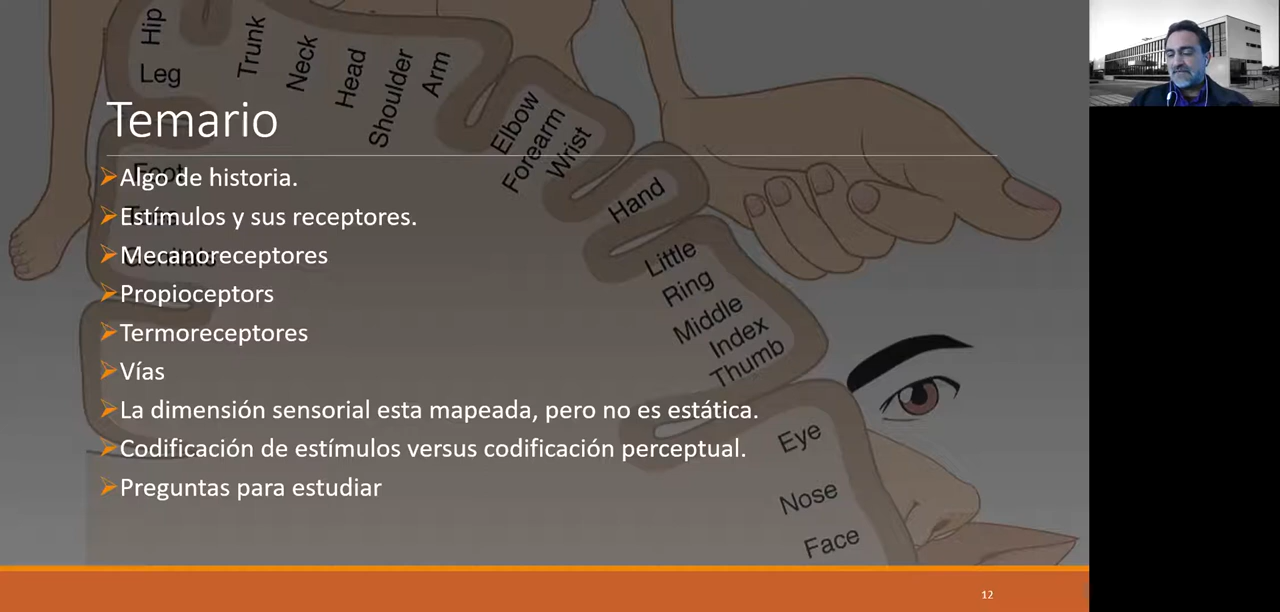 Hip
Leg
Trunk
Neck
Head
Shoulder
Arm
Elbow
Forearm
Wrist
Hand
Little
Ring
Middle
Index
Thumb
Eye
Nose
Face
Temario
Foot
Algo de historia.
Estímulos y sus receptores.
Mecanoreceptores
Propioceptors
Termoreceptores
Vías
La dimensión sensorial esta mapeada, pero no es estática.
Codificación de estímulos versus codificación perceptual.
Preguntas para estudiar
12